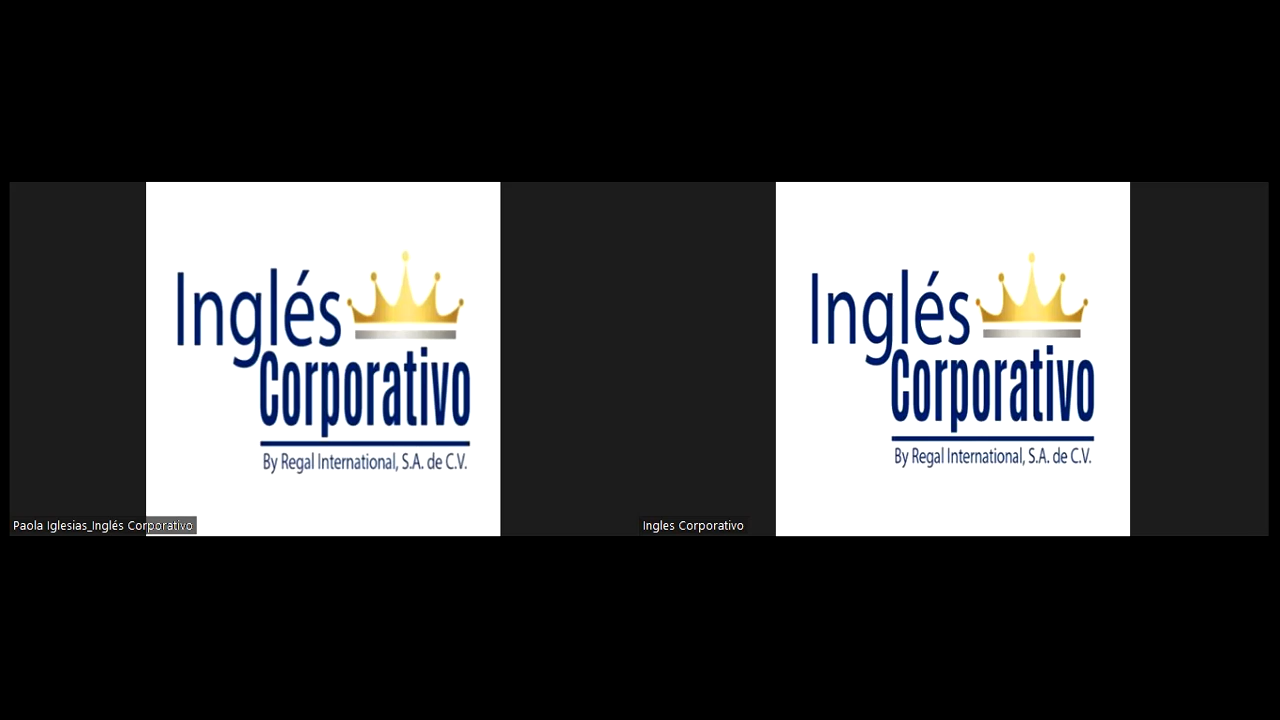 Inglés
Corporativo
By Regal International, S.A. de C.V.
Paola Iglesias_Inglés Corporativo
Inglés
Corporativo
By Regal International, S.A. de C.V.
Ingles Corporativo